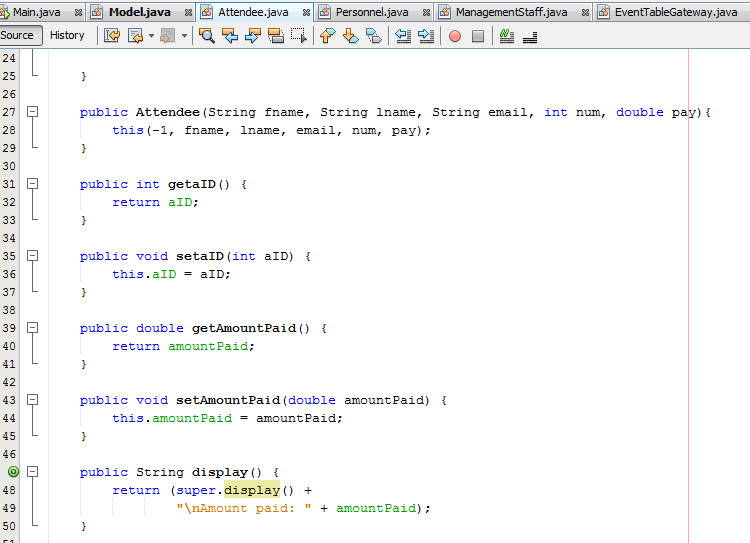 Main.java Model.java Attendee.java Personnel.java ManagementStaff.java EventTableGateway.java
Source History
24
25 }
26
27 public Attendee(String fname, String lname, String email, int num, double pay){
28 this(-1, fname, lname, email, num, pay);
29 }
30
31 public int getaID() {
32 return aID;
33 }
34
35 public void setaID(int aID) {
36 this.aID = aID;
37 }
38
39 public double getAmountPaid() {
40 return amountPaid;
41 }
42
43 public void setAmountPaid(double amountPaid) {
44 this.amountPaid = amountPaid;
45 }
46
public String display() {
48 return (super.display() +
49 "\nAmount paid: " + amountPaid);
50 }